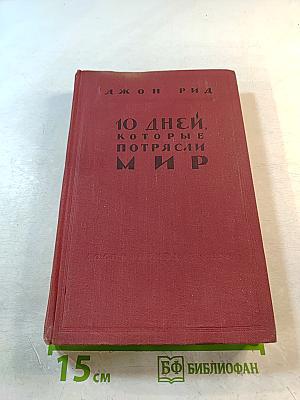 ДЖОН РИД
10 ДНЕЙ,
КОТОРЫЕ
ПОТРЯСЛИ
МИР
15 см
БФ БИБЛИОФАН